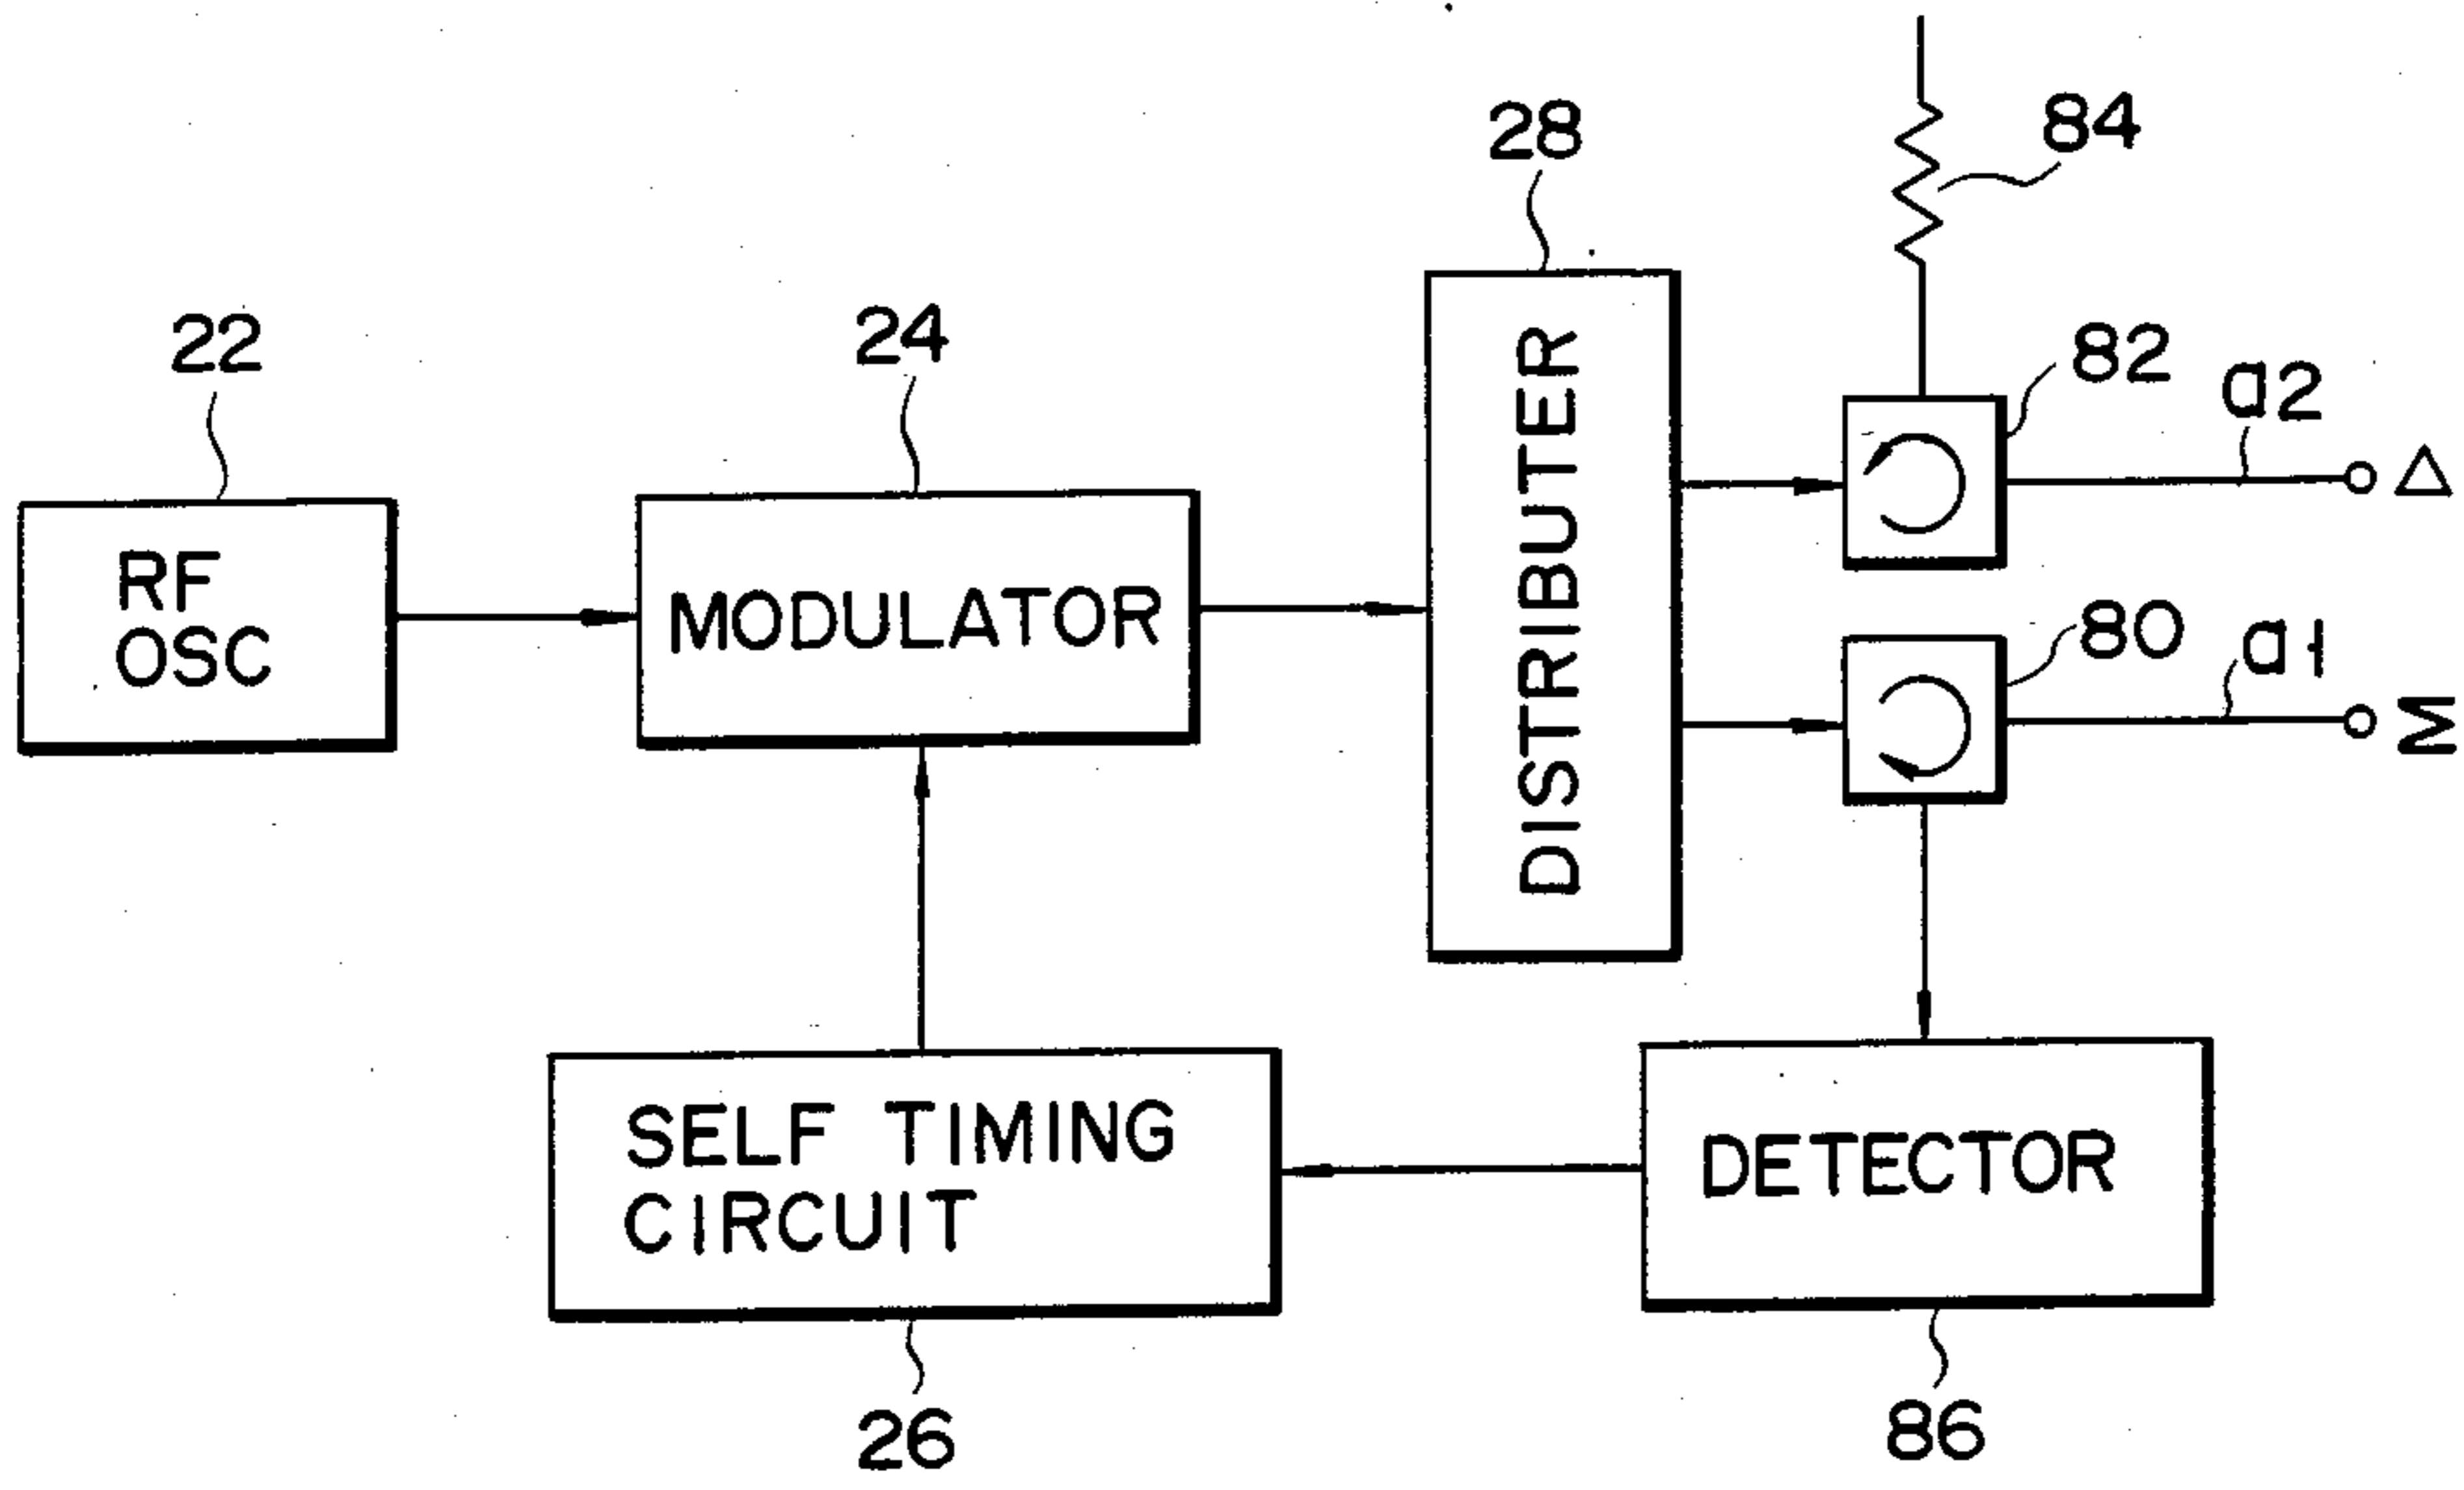 28
84
22
24
82
a2
Δ
RF
OSC
MODULATOR
DISTRIBUTER
80
a1
Σ
SELF TIMING
CIRCUIT
DETECTOR
26
86